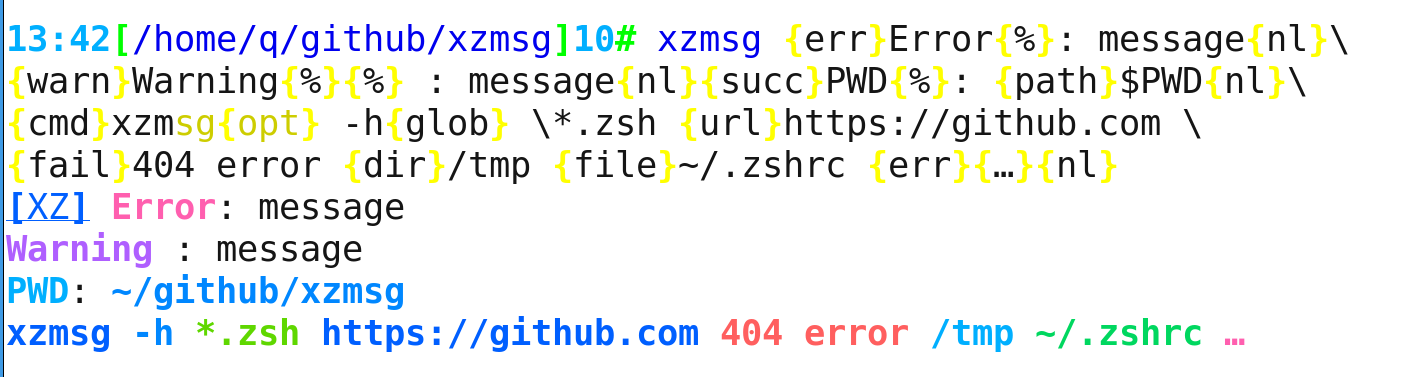 13:42[/home/q/github/xzmsg]10# xzmsg {err}Error{%}: message{nl}\
{warn}Warning{%}{%} : message{nl}{succ}PWD{%}: {path}$PWD{nl}\
{cmd}xzmsg{opt} -h{glob} \*.zsh {url}https://github.com \
{fail}404 error {dir}/tmp {file}~/.zshrc {err}{…}{nl}
[XZ] Error: message
Warning : message
PWD: ~/github/xzmsg
xzmsg -h *.zsh https://github.com 404 error /tmp ~/.zshrc …